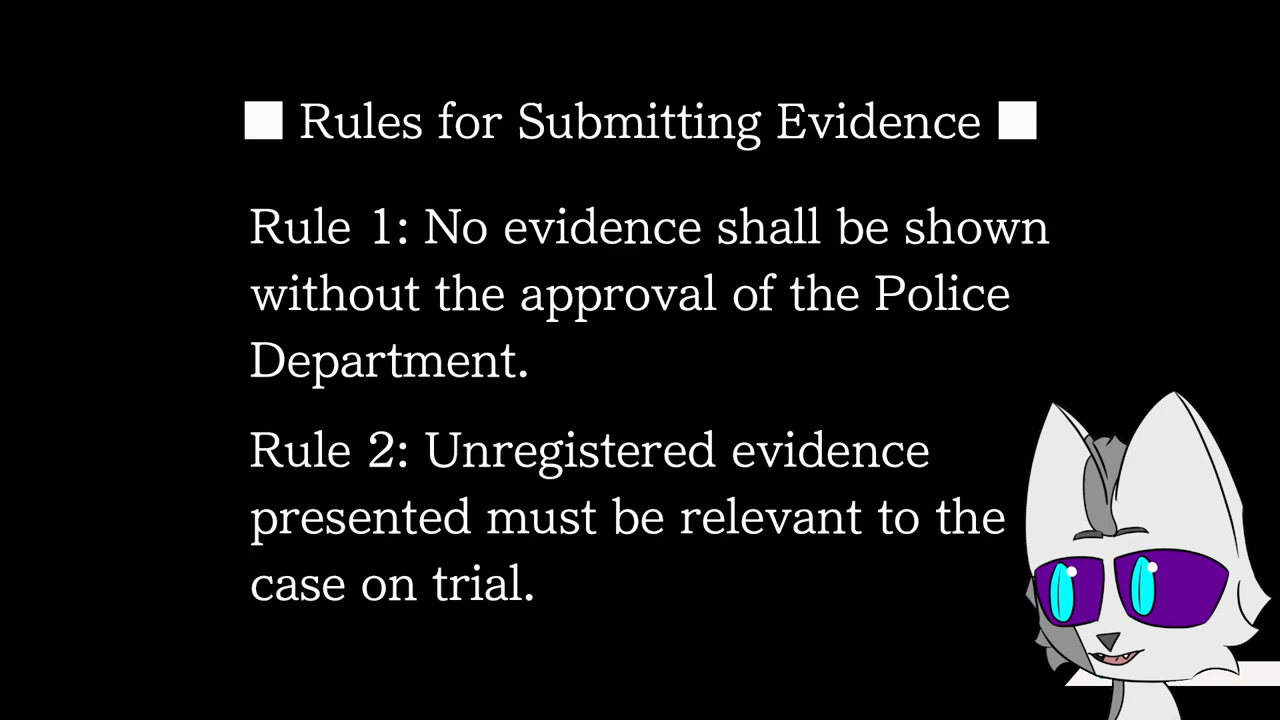 ■ Rules for Submitting Evidence ■
Rule 1: No evidence shall be shown
without the approval of the Police
Department.
Rule 2: Unregistered evidence
presented must be relevant to the
case on trial.